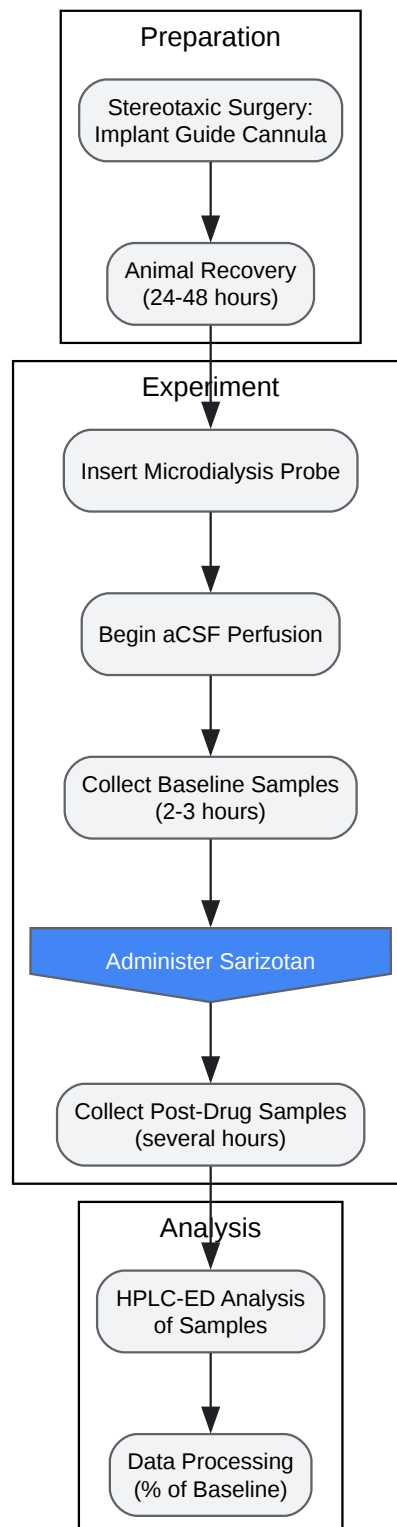 Preparation
Stereotaxic Surgery:
Implant Guide Cannula
Animal Recovery
(24-48 hours)
Experiment
Insert Microdialysis Probe
Begin aCSF Perfusion
Collect Baseline Samples
(2-3 hours)
Administer Sarizotan
Collect Post-Drug Samples
(several hours)
Analysis
HPLC-ED Analysis
of Samples
Data Processing
(% of Baseline)